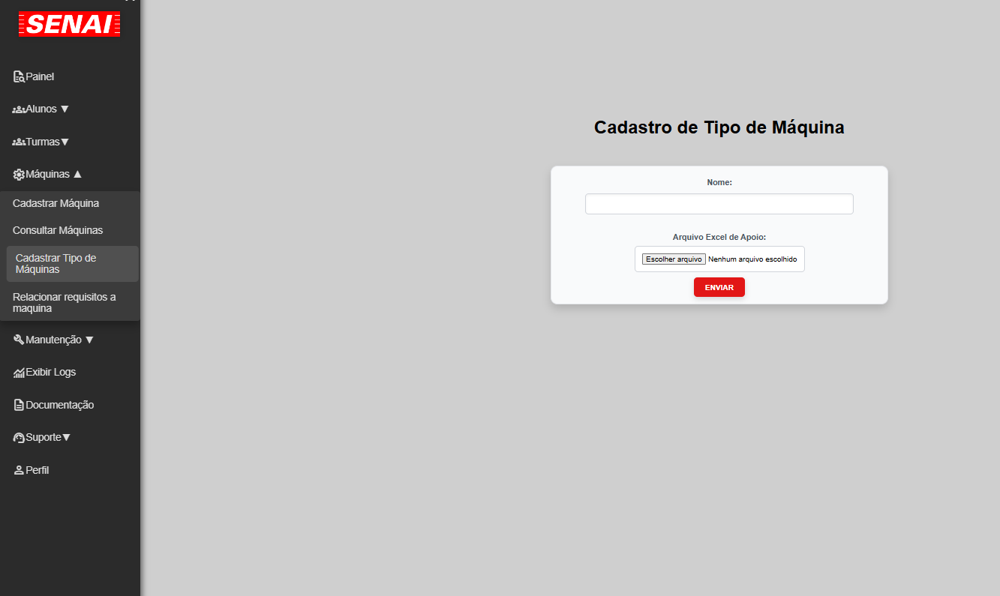 SENAI
Painel
Alunos ▼
Turmas▼
Máquinas ▲
Cadastrar Máquina
Consultar Máquinas
Cadastrar Tipo de
Máquinas
Relacionar requisitos a
maquina
Manutenção ▼
Exibir Logs
Documentação
Suporte▼
Perfil
Cadastro de Tipo de Máquina
Nome:
Arquivo Excel de Apoio:
Escolher arquivo Nenhum arquivo escolhido
ENVIAR